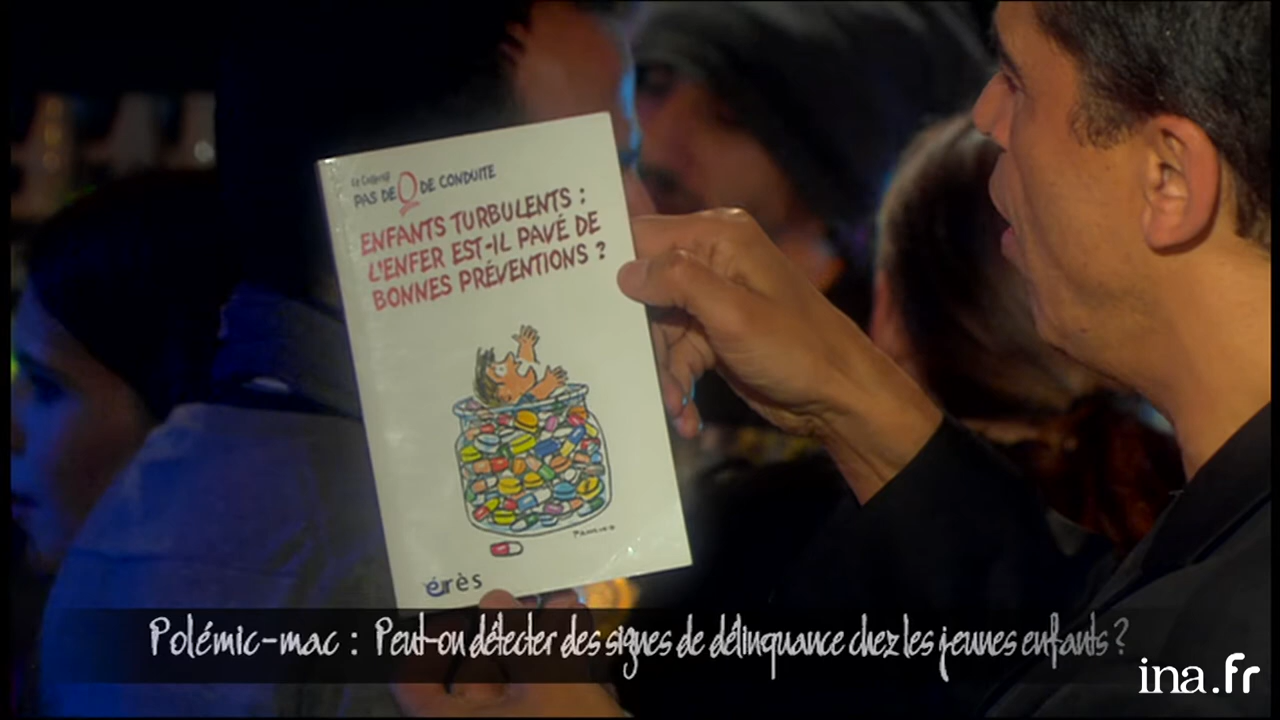 Le Collectif
PAS DE 0 DE CONDUITE
ENFANTS TURBULENTS :
L'ENFER EST-IL PAVÉ DE
BONNES PRÉVENTIONS ?
érès
Polémic-mac : Peut-on détecter des signes de délinquance chez les jeunes enfants ?
ina.fr